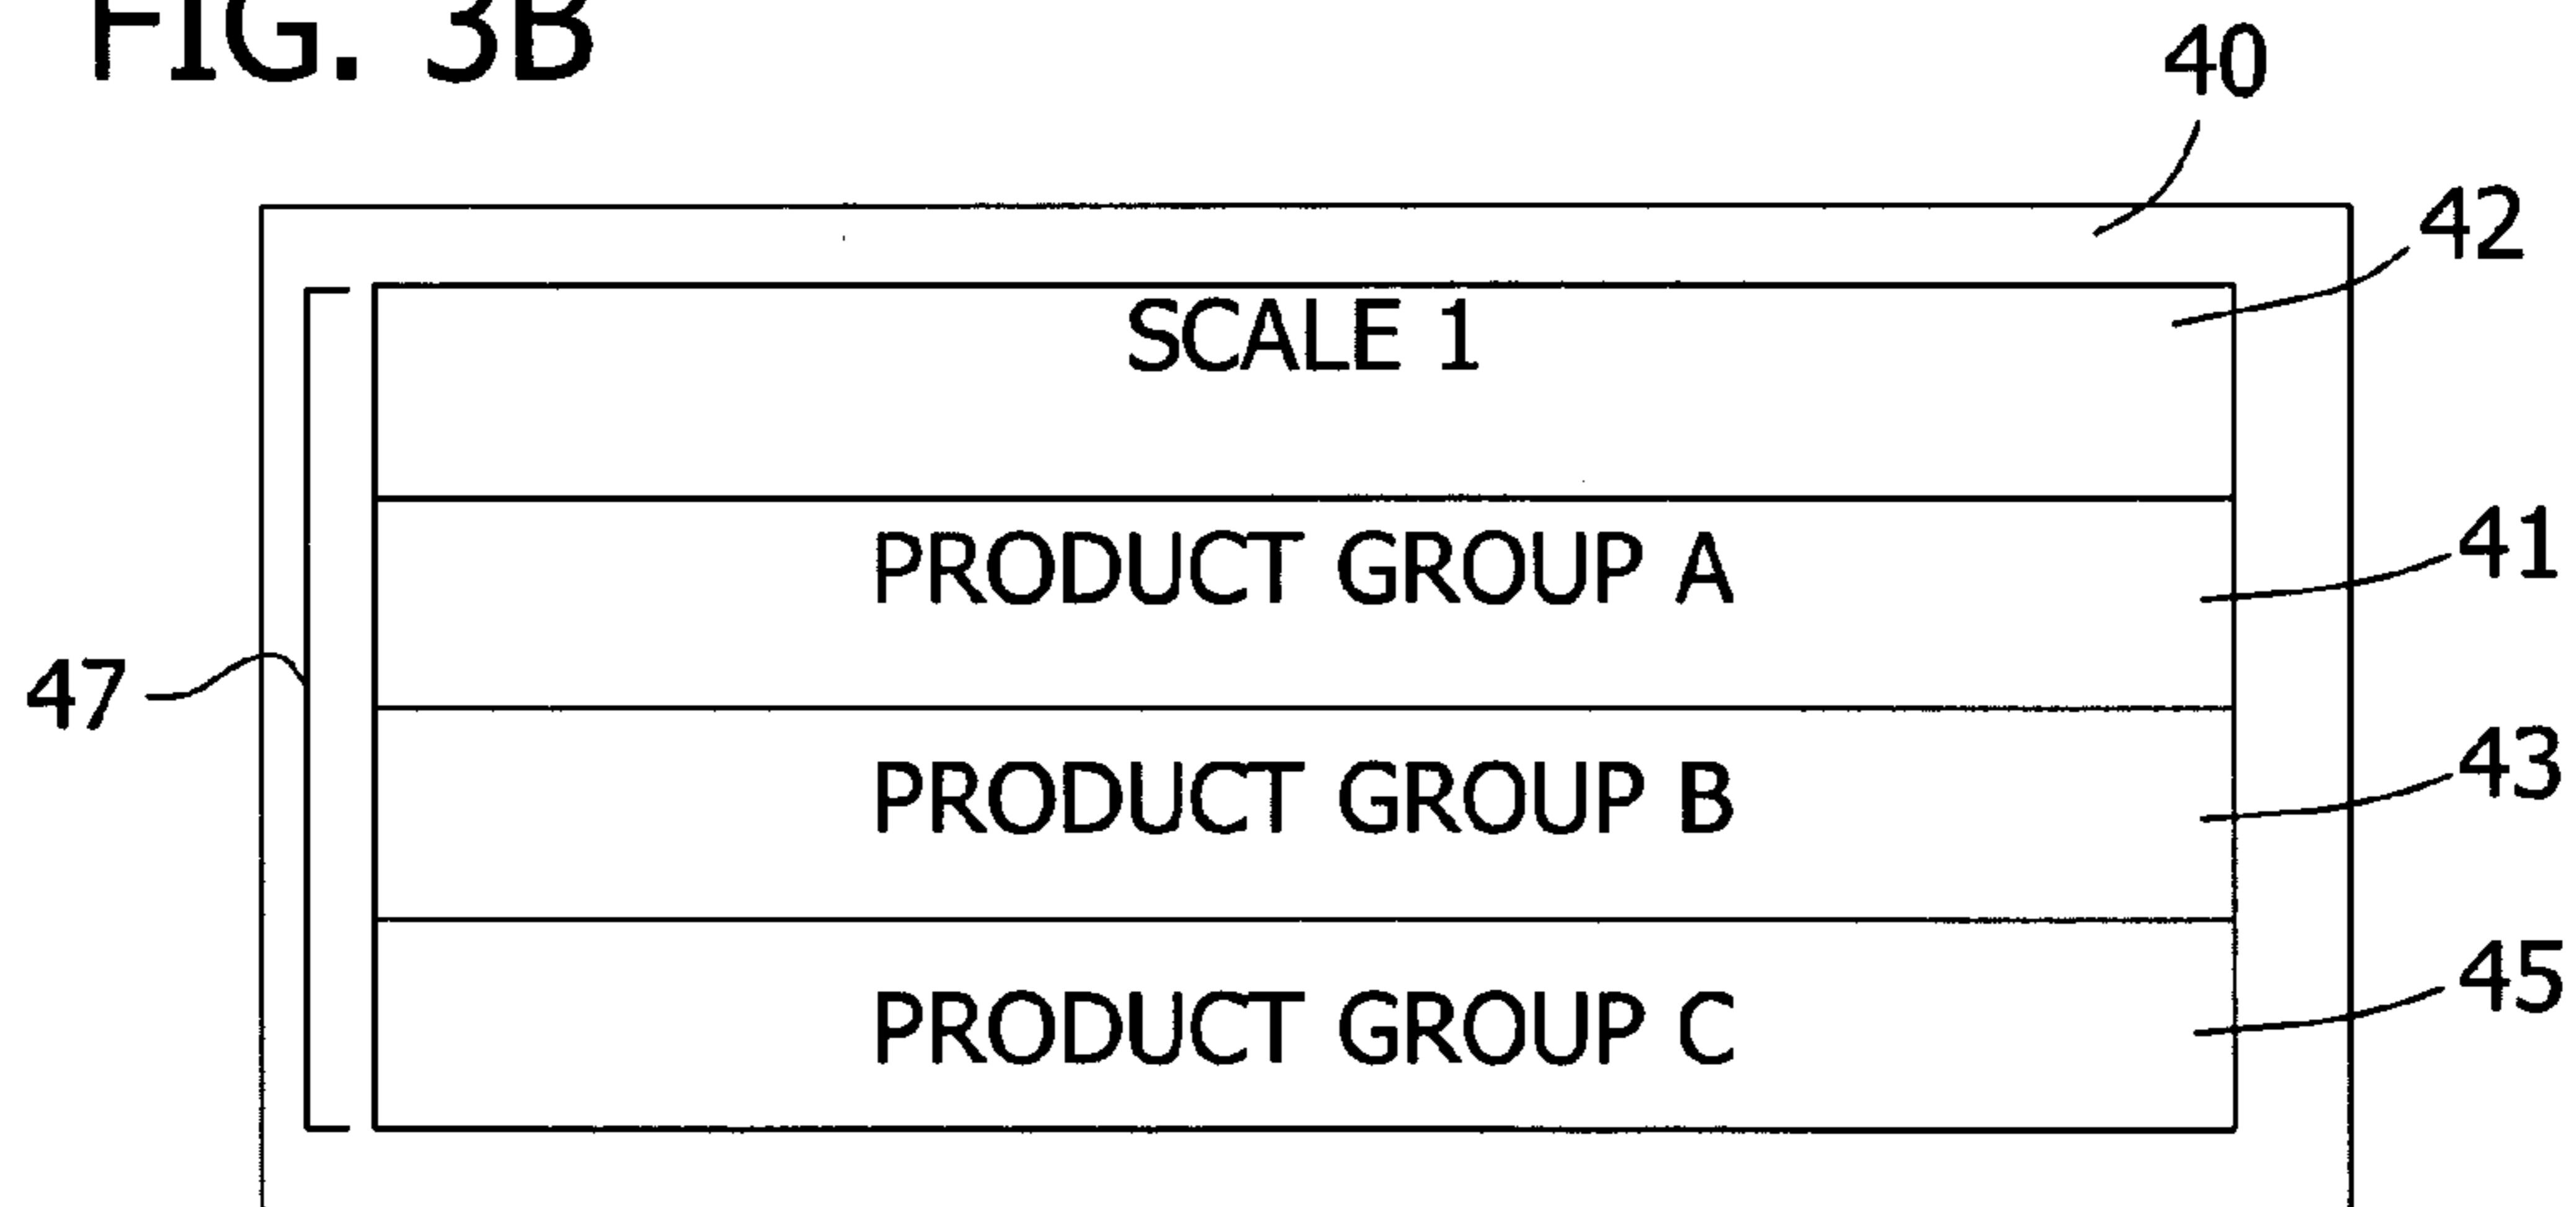 FIG. 3B
40
42
SCALE 1
41
PRODUCT GROUP A
47
43
PRODUCT GROUP B
45
PRODUCT GROUP C